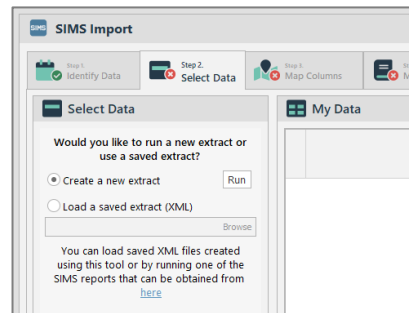 SIMS SIMS Import
Step 1. Identify Data
Step 2. Select Data
Step 3. Map Columns
Select Data
My Data
Would you like to run a new extract or
use a saved extract?
Create a new extract Run
Load a saved extract (XML)
Browse
You can load saved XML files created
using this tool or by running one of the
SIMS reports that can be obtained from
here